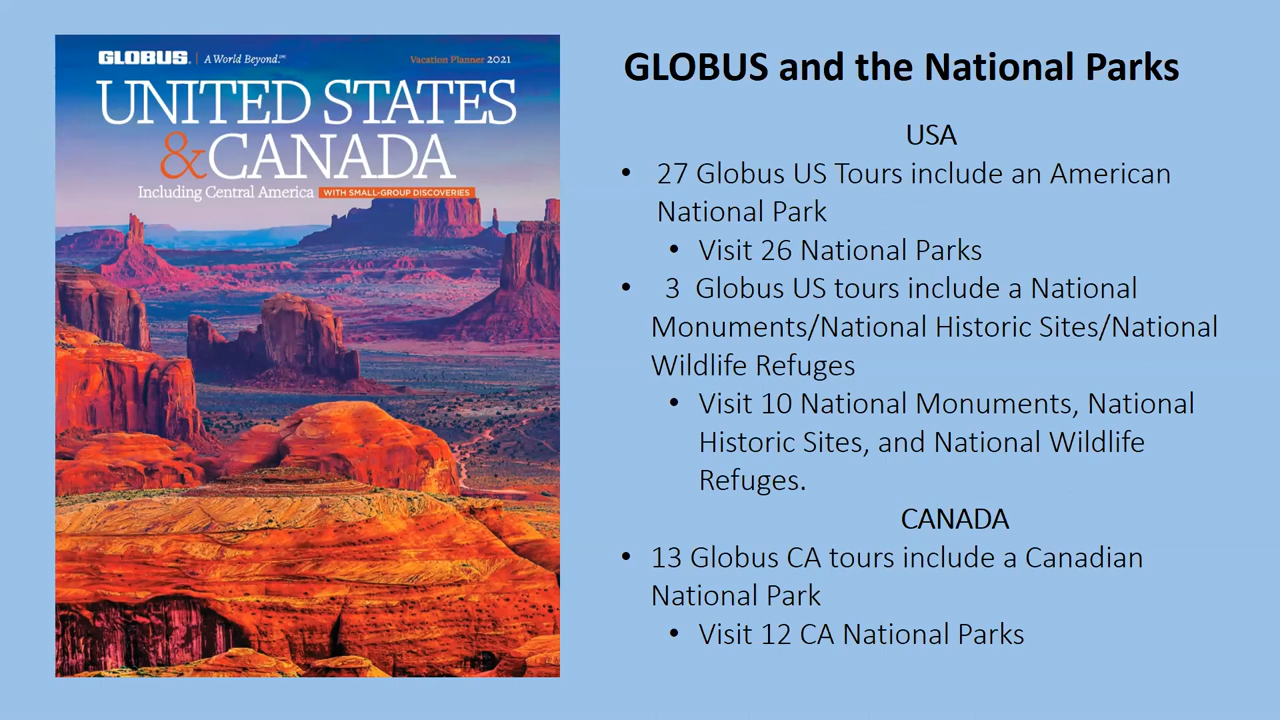 GLOBUS. | A World Beyond.℠
Vacation Planner 2021
UNITED STATES
&CANADA
Including Central America WITH SMALL-GROUP DISCOVERIES
GLOBUS and the National Parks
USA
• 27 Globus US Tours include an American
National Park
• Visit 26 National Parks
• 3 Globus US tours include a National
Monuments/National Historic Sites/National
Wildlife Refuges
• Visit 10 National Monuments, National
Historic Sites, and National Wildlife
Refuges.
CANADA
• 13 Globus CA tours include a Canadian
National Park
• Visit 12 CA National Parks